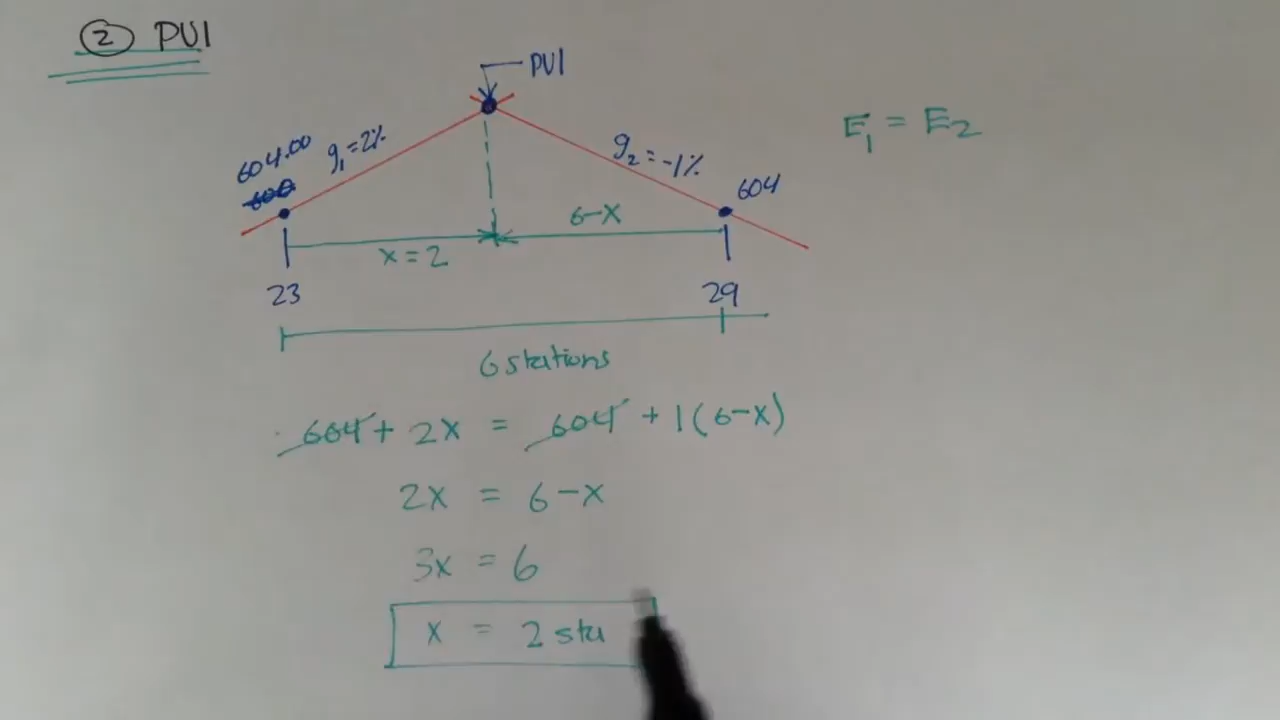 2 PVI
PVI
E1 = E2
604.00
600
g1 = 2%
g2 = -1%
604
x = 2
6-x
23
29
6 stations
604 + 2x = 604 + 1(6-x)
2x = 6-x
3x = 6
x = 2 sta